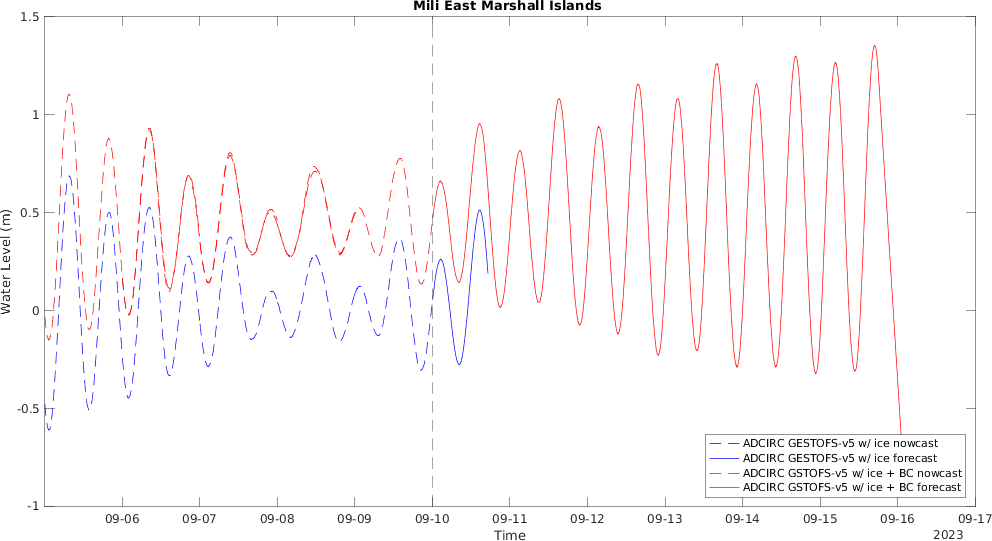 Mili East Marshall Islands
1.5
1
0.5
0
-0.5
-1
Water Level (m)
ADCIRC GESTOFS-v5 w/ ice nowcast
ADCIRC GESTOFS-v5 w/ ice forecast
ADCIRC GSTOFS-v5 w/ ice + BC nowcast
ADCIRC GSTOFS-v5 w/ ice + BC forecast
09-06 09-07 09-08 09-09 09-10 09-11 09-12 09-13 09-14 09-15 09-16 09-17
Time
2023